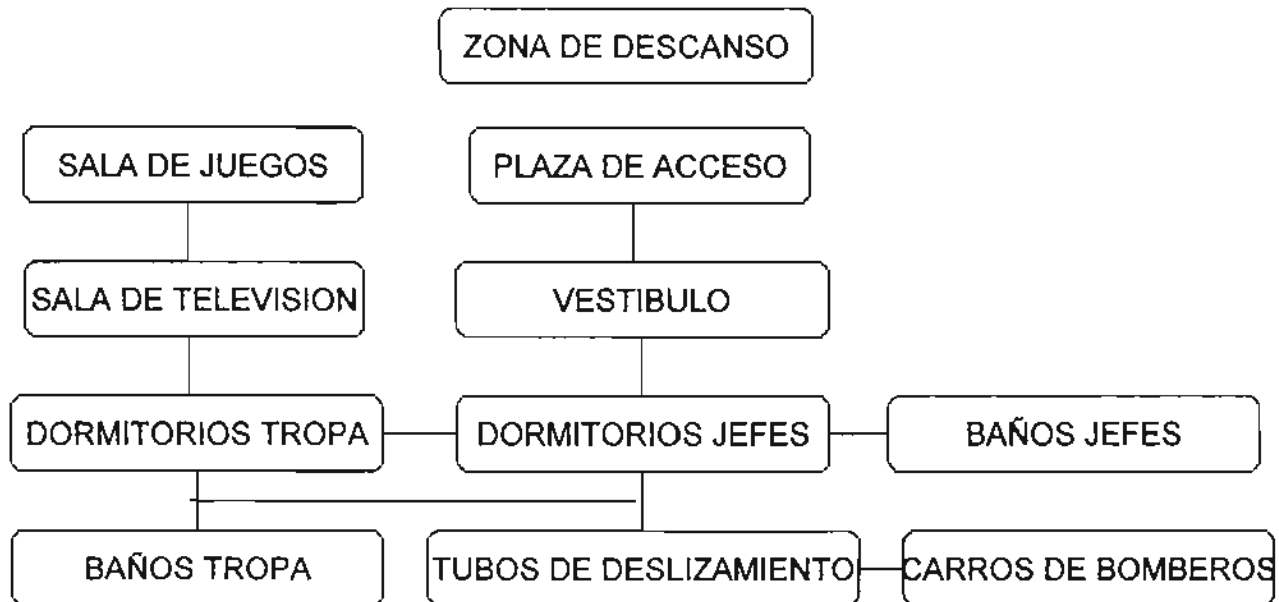 ZONA DE DESCANSO
SALA DE JUEGOS
PLAZA DE ACCESO
SALA DE TELEVISION
VESTIBULO
DORMITORIOS TROPA
DORMITORIOS JEFES
BAÑOS JEFES
BAÑOS TROPA
TUBOS DE DESLIZAMIENTO
CARROS DE BOMBEROS